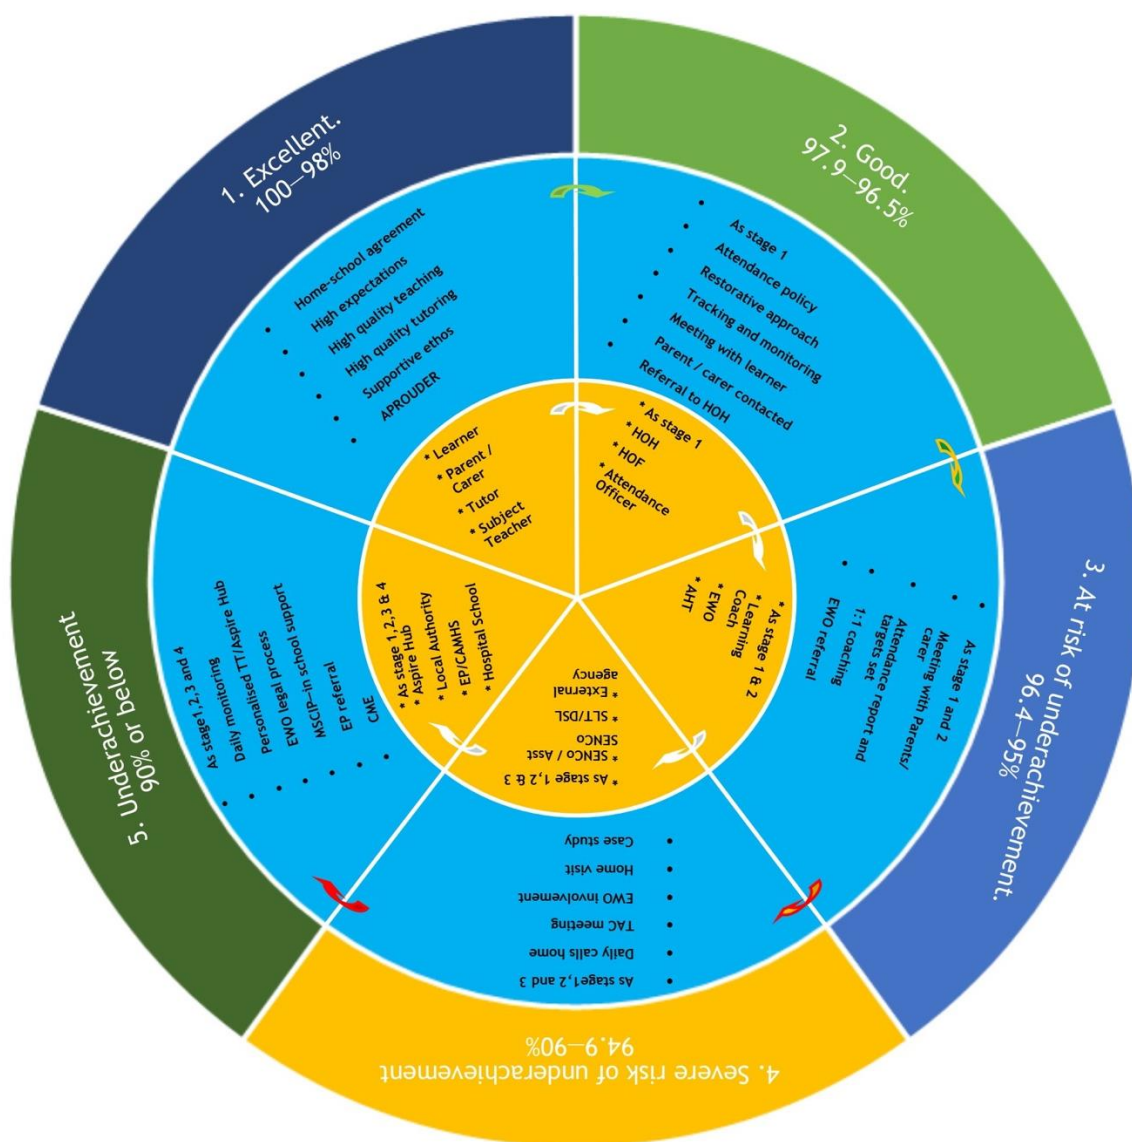 1. Excellent.
100—98%
• Home-school agreement
• High expectations
• High quality teaching
• High quality tutoring
• Supportive ethos
• APROUDER
* Learner
* Parent /
Carer
* Tutor
* Subject
Teacher
2. Good.
97.9—96.5%
• As stage 1
• Attendance policy
• Restorative approach
• Tracking and monitoring
• Meeting with learner
• Parent / carer contacted
• Referral to HOH
* As stage 1
* HOH
* HOF
* Attendance
Officer
3. At risk of underachievement.
96.4—95%
• As stage 1 and 2
• Meeting with Parents/
carer
• Attendance report and
targets set
• 1:1 coaching
• EWO referral
* As stage 1 & 2
* Learning
Coach
* EWO
* AHT
4. Severe risk of underachievement
94.9—90%
• As stage1,2 and 3
• Daily calls home
• TAC meeting
• EWO involvement
• Home visit
• Case study
* As stage 1,2 & 3
* SENCo / Asst
SENCo
* SLT/DSL
* External
agency
5. Underachievement
90% or below
• As stage1,2,3 and 4
• Daily monitoring
• Personalised TT/Aspire Hub
• EWO legal process
• MSCIP—in school support
• EP referral
• CME
* As stage 1,2,3 & 4
* Aspire Hub
* Local Authority
* EP/CAMHS
* Hospital School